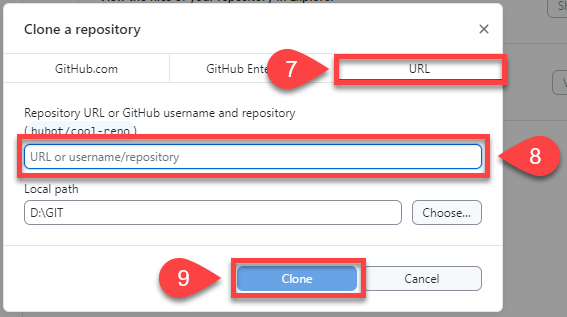 View the files of your repository in Explorer
Clone a repository
GitHub.com
GitHub Ente
7
URL
Repository URL or GitHub username and repository
(hubot/cool-repo)
URL or username/repository
8
Local path
D:\GIT
Choose...
9
Clone
Cancel